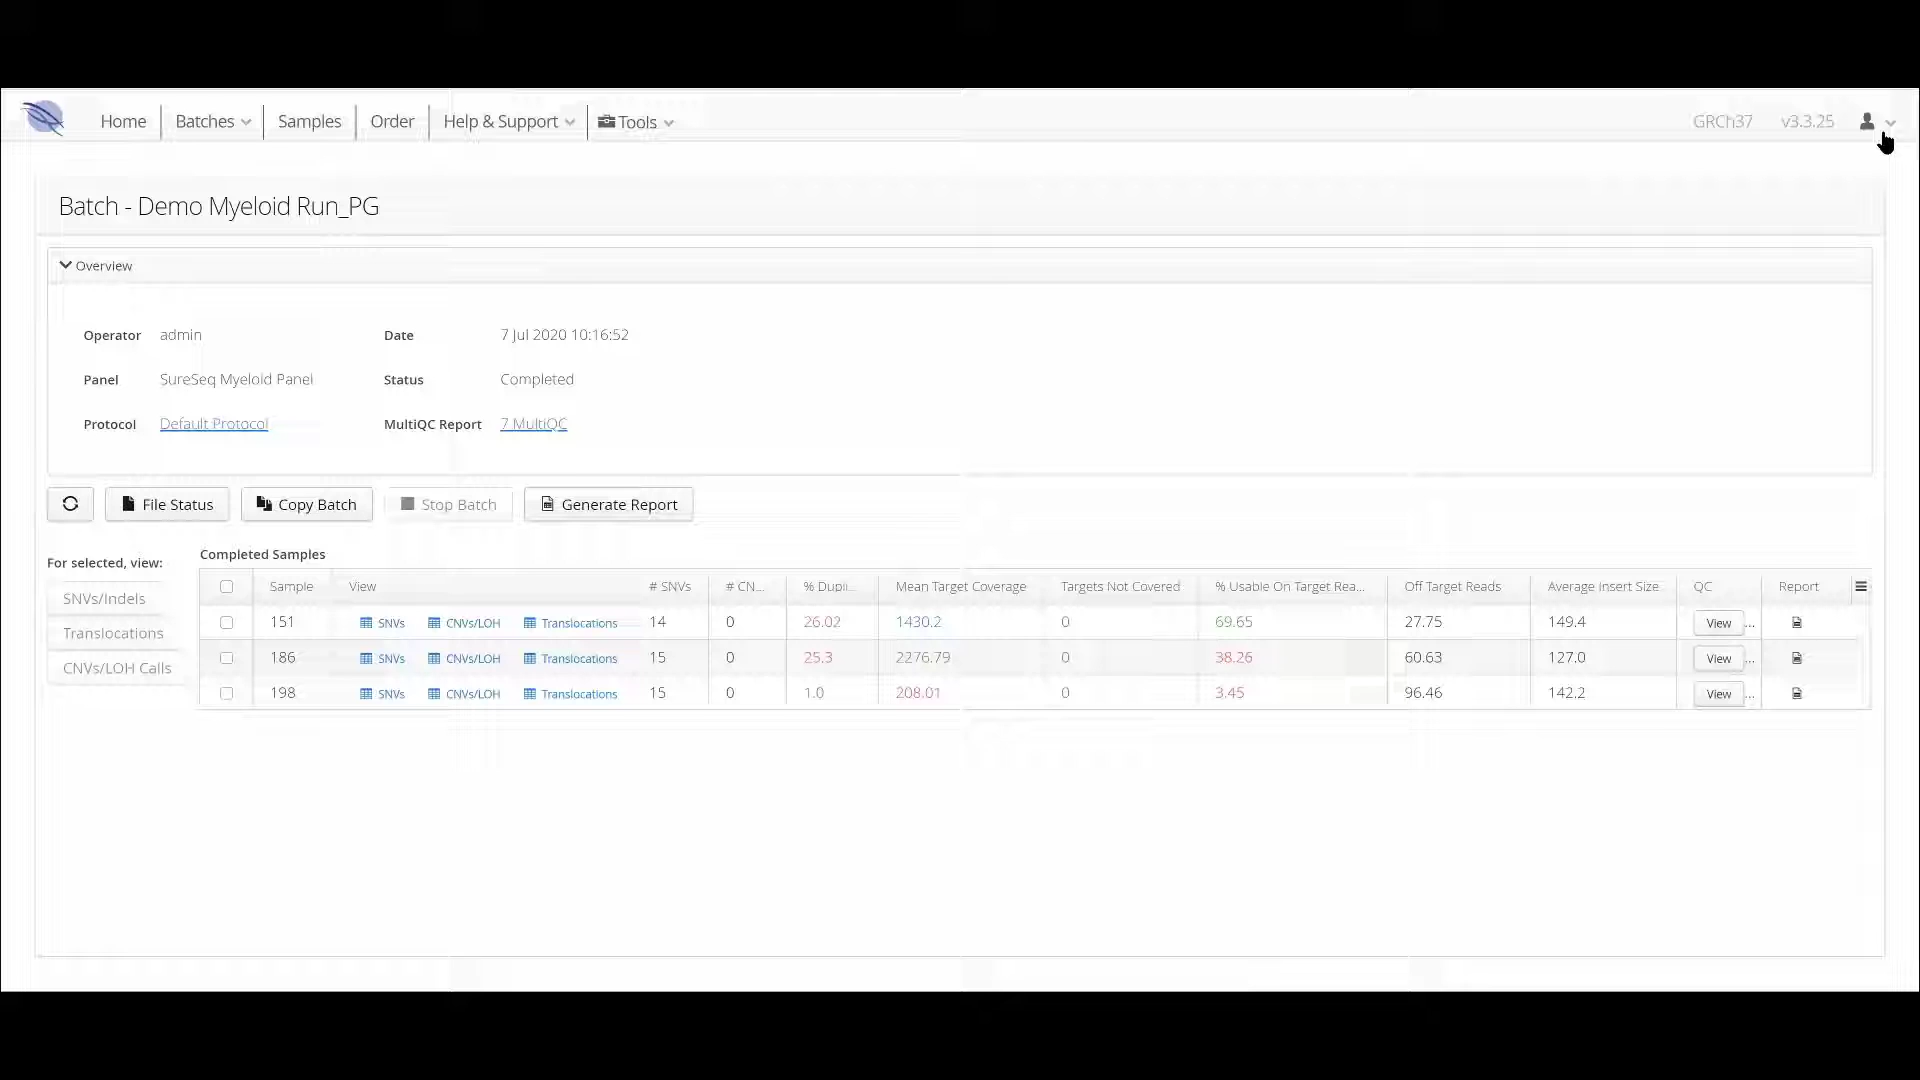 Home Batches Samples Order Help & Support Tools GRCh37 v3.3.25
Batch - Demo Myeloid Run_PG
Overview
Operator admin Date 7 Jul 2020 10:16:52
Panel SureSeq Myeloid Panel Status Completed
Protocol Default Protocol MultiQC Report 7 MultiQC
File Status Copy Batch Stop Batch Generate Report
For selected, view:
SNVs/Indels
Translocations
CNVs/LOH Calls
Completed Samples
Sample View # SNVs # CN... % Dupli... Mean Target Coverage Targets Not Covered % Usable On Target Rea... Off Target Reads Average Insert Size QC Report
151 SNVs CNVs/LOH Translocations 14 0 26.02 1430.2 0 69.65 27.75 149.4 View ...
186 SNVs CNVs/LOH Translocations 15 0 25.3 2276.79 0 38.26 60.63 127.0 View ...
198 SNVs CNVs/LOH Translocations 15 0 1.0 208.01 0 3.45 96.46 142.2 View ...